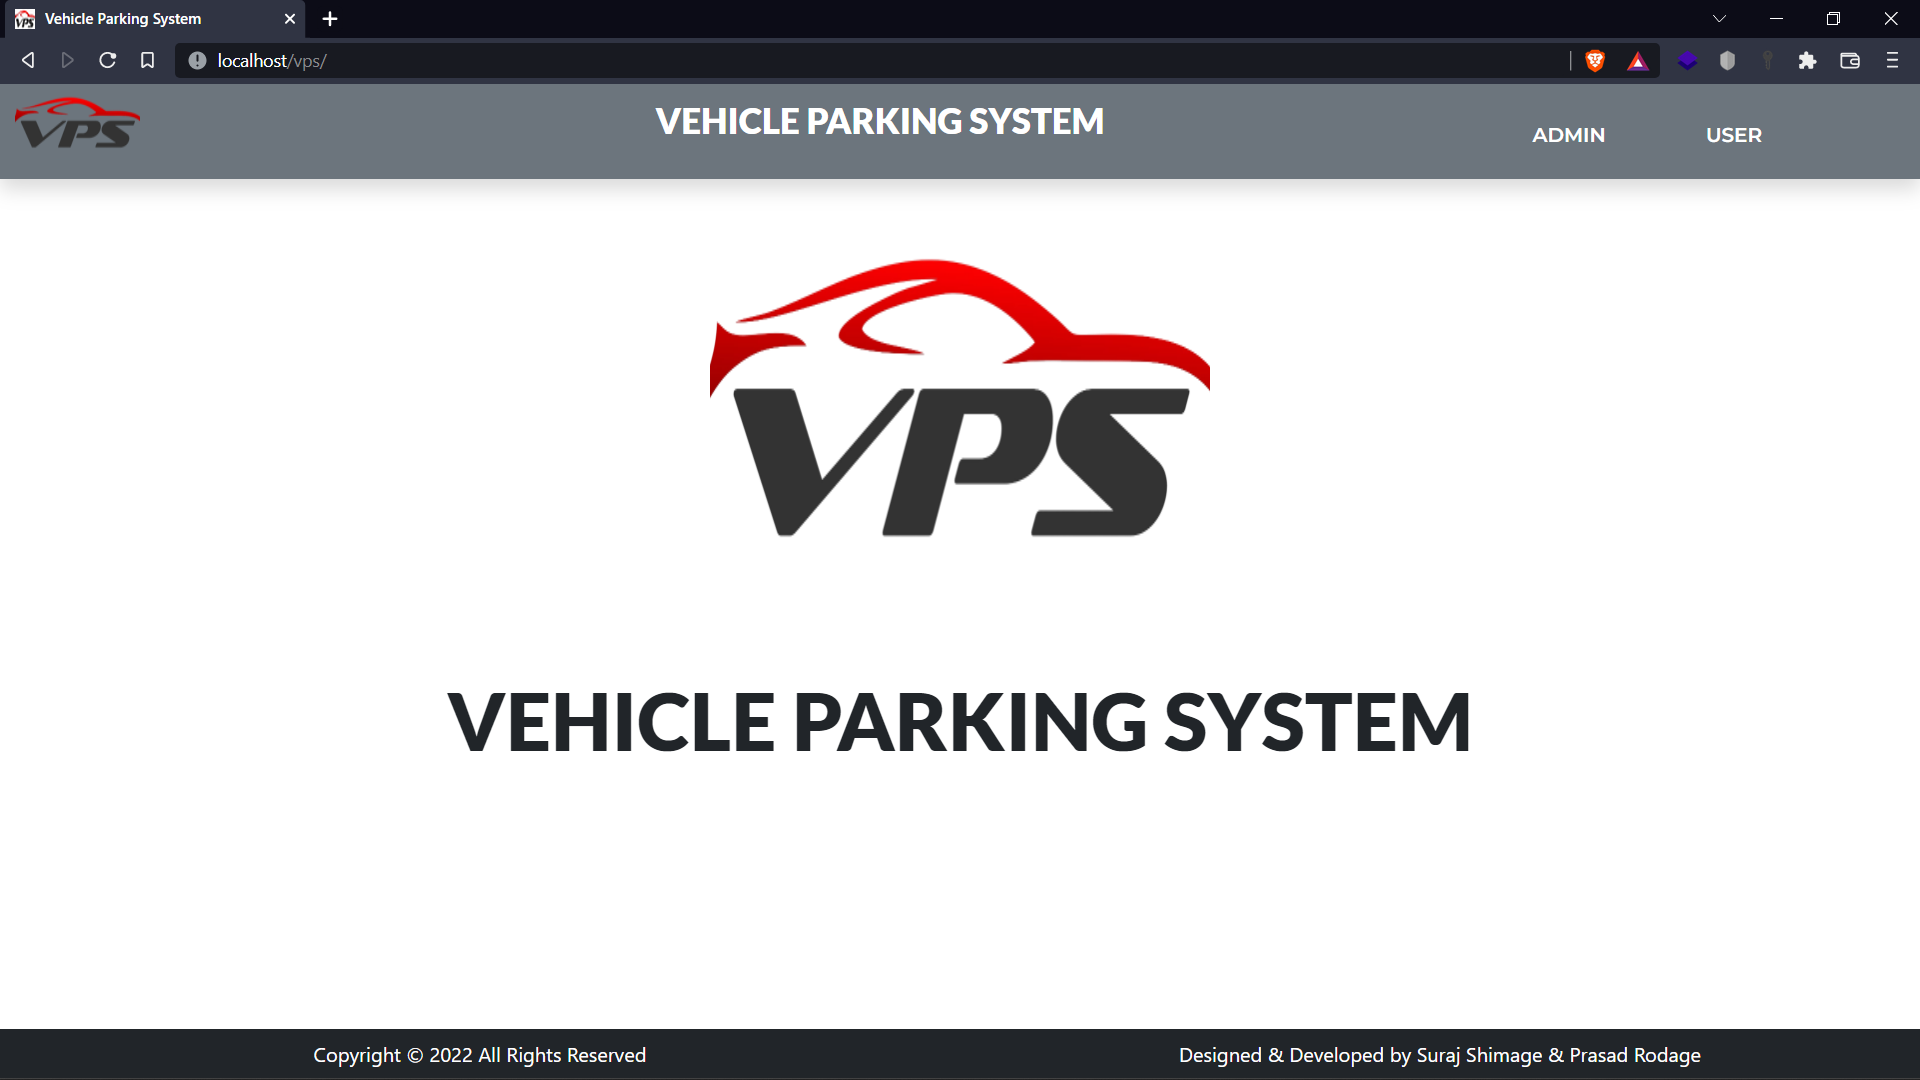 Vehicle Parking System
localhost/vps/
VPS
VEHICLE PARKING SYSTEM
ADMIN
USER
VPS
VEHICLE PARKING SYSTEM
Copyright © 2022 All Rights Reserved
Designed & Developed by Suraj Shimage & Prasad Rodage